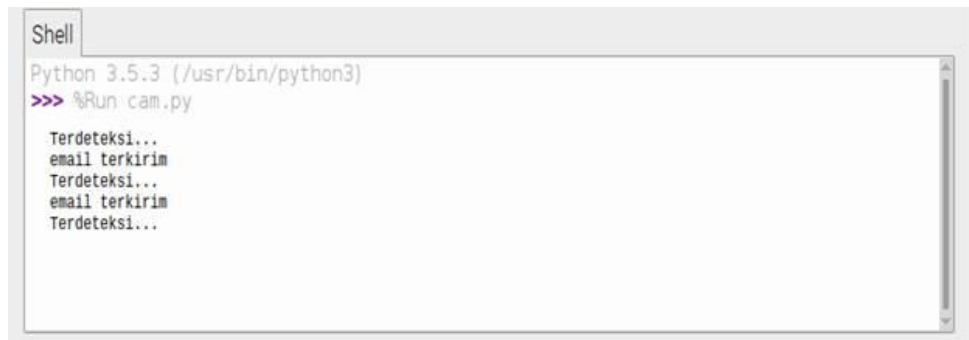 Shell
Python 3.5.3 (/usr/bin/python3)
>>> %Run cam.py
Terdeteksi...
email terkirim
Terdeteksi...
email terkirim
Terdeteksi...